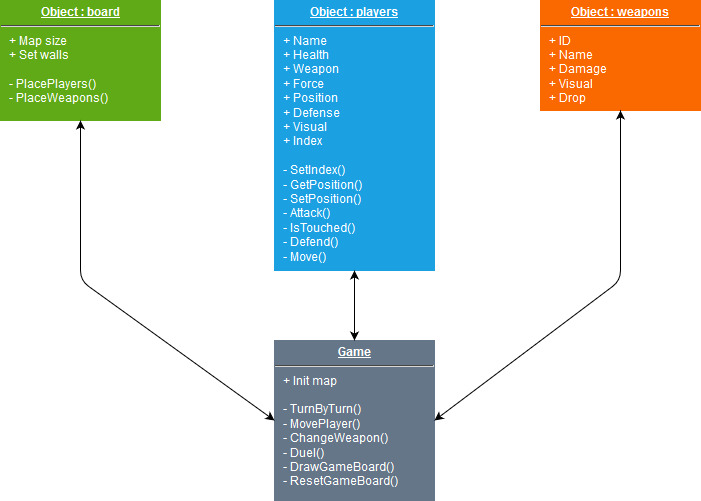 Object : board
+ Map size
+ Set walls
- PlacePlayers()
- PlaceWeapons()
Object : players
+ Name
+ Health
+ Weapon
+ Force
+ Position
+ Defense
+ Visual
+ Index
- SetIndex()
- GetPosition()
- SetPosition()
- Attack()
- IsTouched()
- Defend()
- Move()
Object : weapons
+ ID
+ Name
+ Damage
+ Visual
+ Drop
Game
+ Init map
- TurnByTurn()
- MovePlayer()
- ChangeWeapon()
- Duel()
- DrawGameBoard()
- ResetGameBoard()